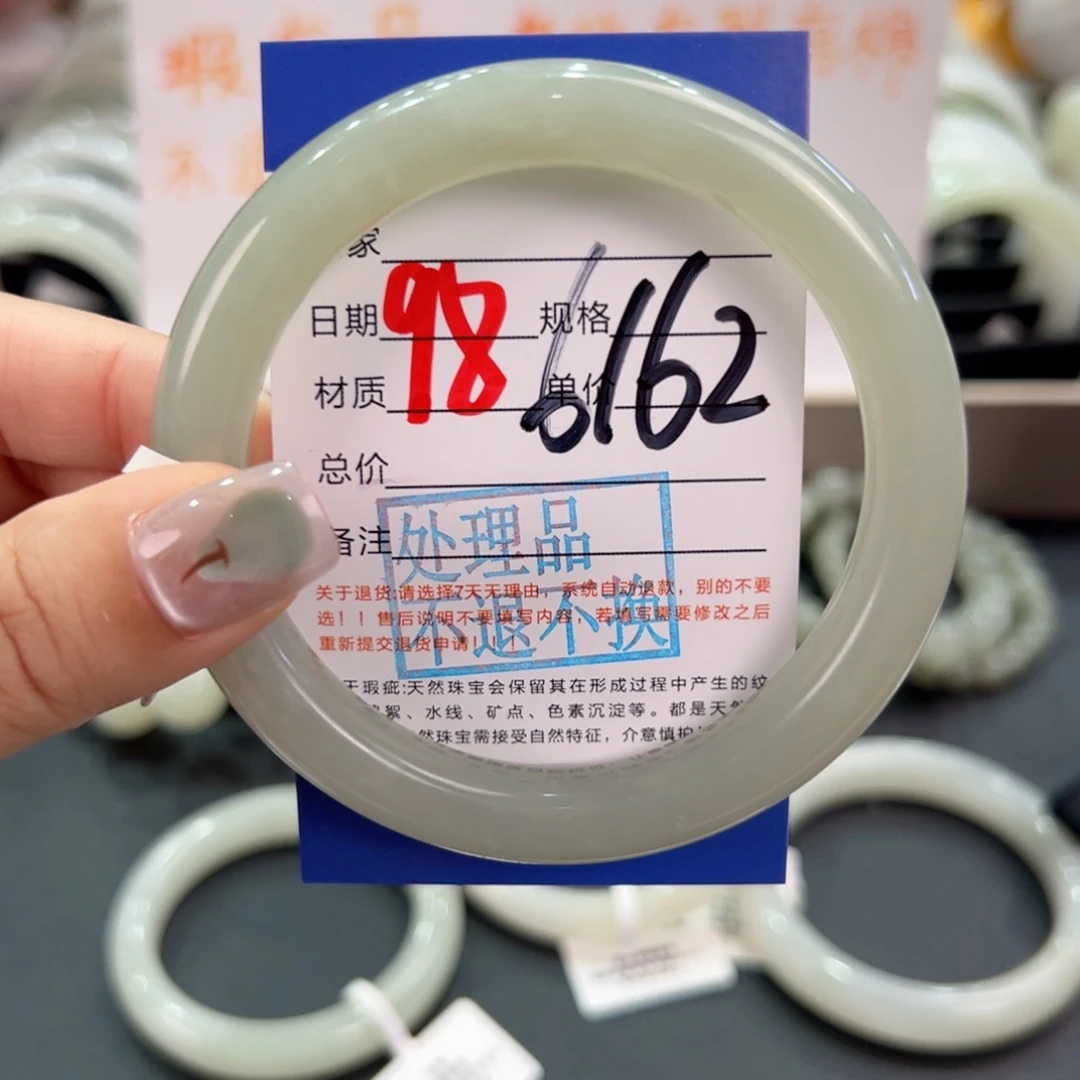 家
日期 98 规格 6162
材质 单价
总价
备注
处理品
不退不换
关于退货:请选择7天无理由，系统自动退款，别的不要
选！！售后说明不要填写内容，若填写需要修改之后
重新提交退货申请！！！
于瑕疵:天然珠宝会保留其在形成过程中产生的纹
绵絮、水线、矿点、色素沉淀等。都是天然
然珠宝需接受自然特征，介意慎拍